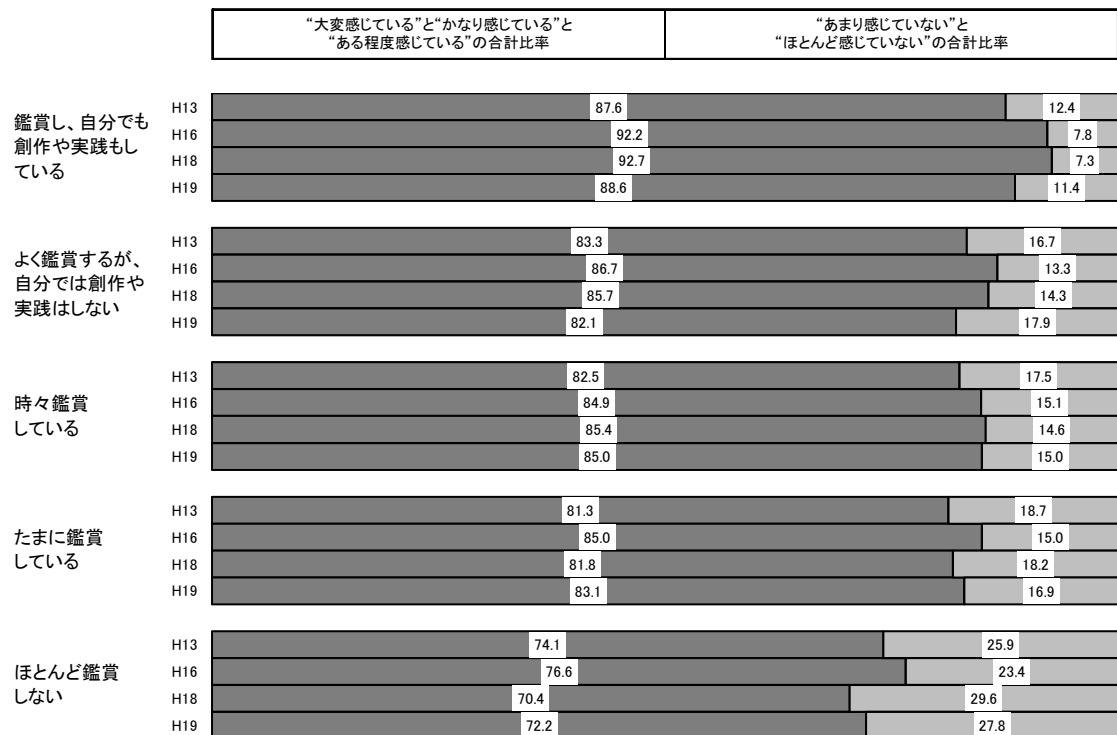 “大変感じている”と“かなり感じている”と
“ある程度感じている”の合計比率
“あまり感じていない”と
“ほとんど感じていない”の合計比率
鑑賞し、自分でも
創作や実践もし
ている
H13 87.6 12.4
H16 92.2 7.8
H18 92.7 7.3
H19 88.6 11.4
よく鑑賞するが、
自分では創作や
実践はしない
H13 83.3 16.7
H16 86.7 13.3
H18 85.7 14.3
H19 82.1 17.9
時々鑑賞
している
H13 82.5 17.5
H16 84.9 15.1
H18 85.4 14.6
H19 85.0 15.0
たまに鑑賞
している
H13 81.3 18.7
H16 85.0 15.0
H18 81.8 18.2
H19 83.1 16.9
ほとんど鑑賞
しない
H13 74.1 25.9
H16 76.6 23.4
H18 70.4 29.6
H19 72.2 27.8